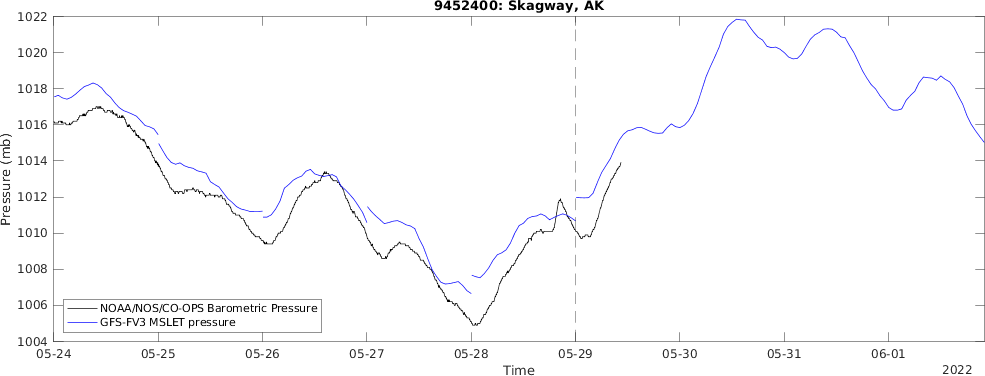 9452400: Skagway, AK
Pressure (mb)
1022
1020
1018
1016
1014
1012
1010
1008
1006
1004
NOAA/NOS/CO-OPS Barometric Pressure
GFS-FV3 MSLET pressure
05-24 05-25 05-26 05-27 05-28 05-29 05-30 05-31 06-01
Time
2022